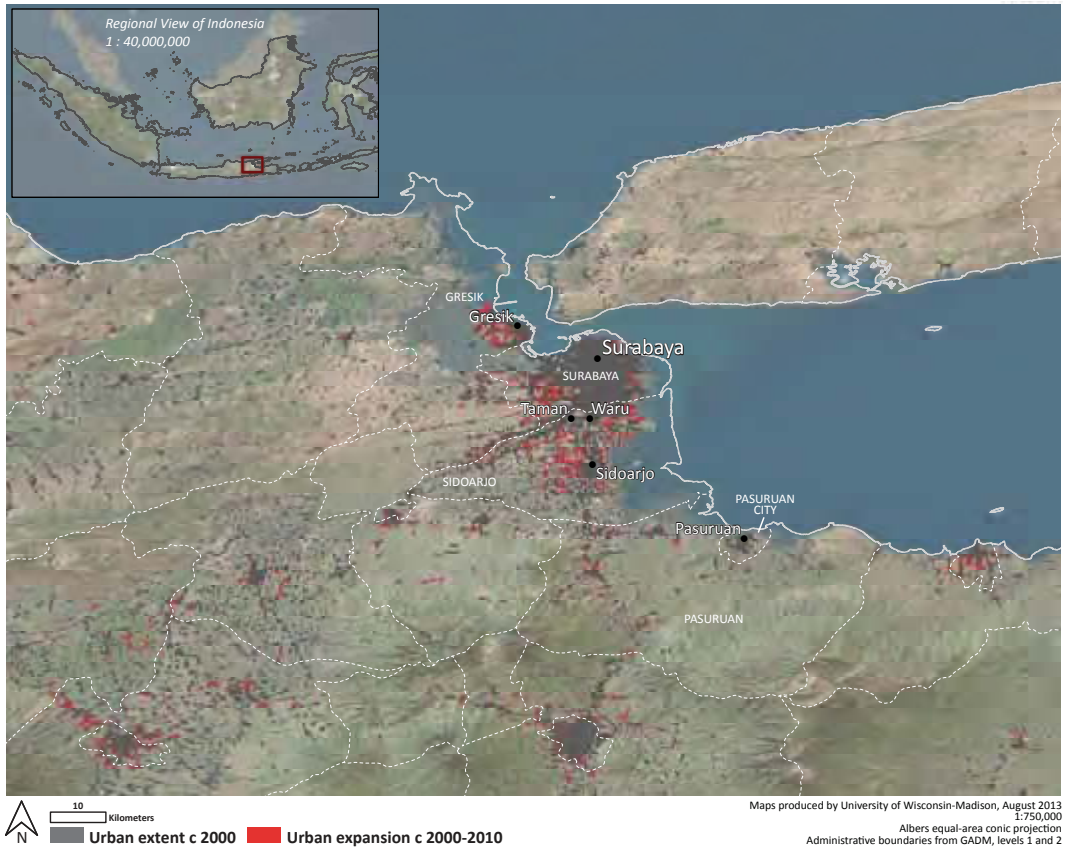 Regional View of Indonesia
1 : 40,000,000
GRESIK
Gresik
Surabaya
SURABAYA
Taman
Waru
Sidoarjo
SIDOARJO
PASURUAN
CITY
Pasuruan
PASURUAN
10
Kilometers
N
Urban extent c 2000
Urban expansion c 2000-2010
Maps produced by University of Wisconsin-Madison, August 2013
1:750,000
Albers equal-area conic projection
Administrative boundaries from GADM, levels 1 and 2